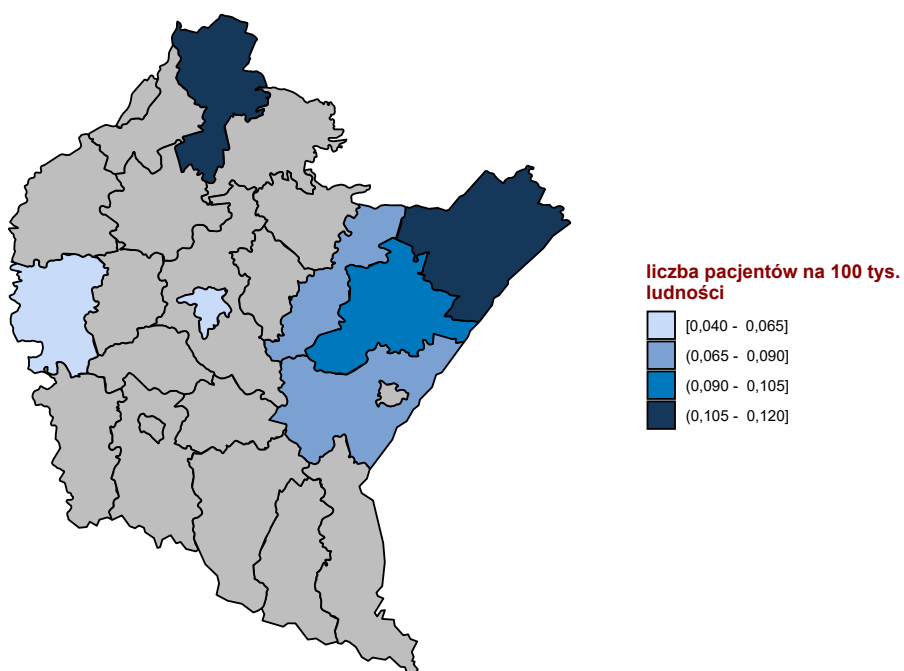 liczba pacjentów na 100 tys.
ludności
[0,040 - 0,065]
(0,065 - 0,090]
(0,090 - 0,105]
(0,105 - 0,120]